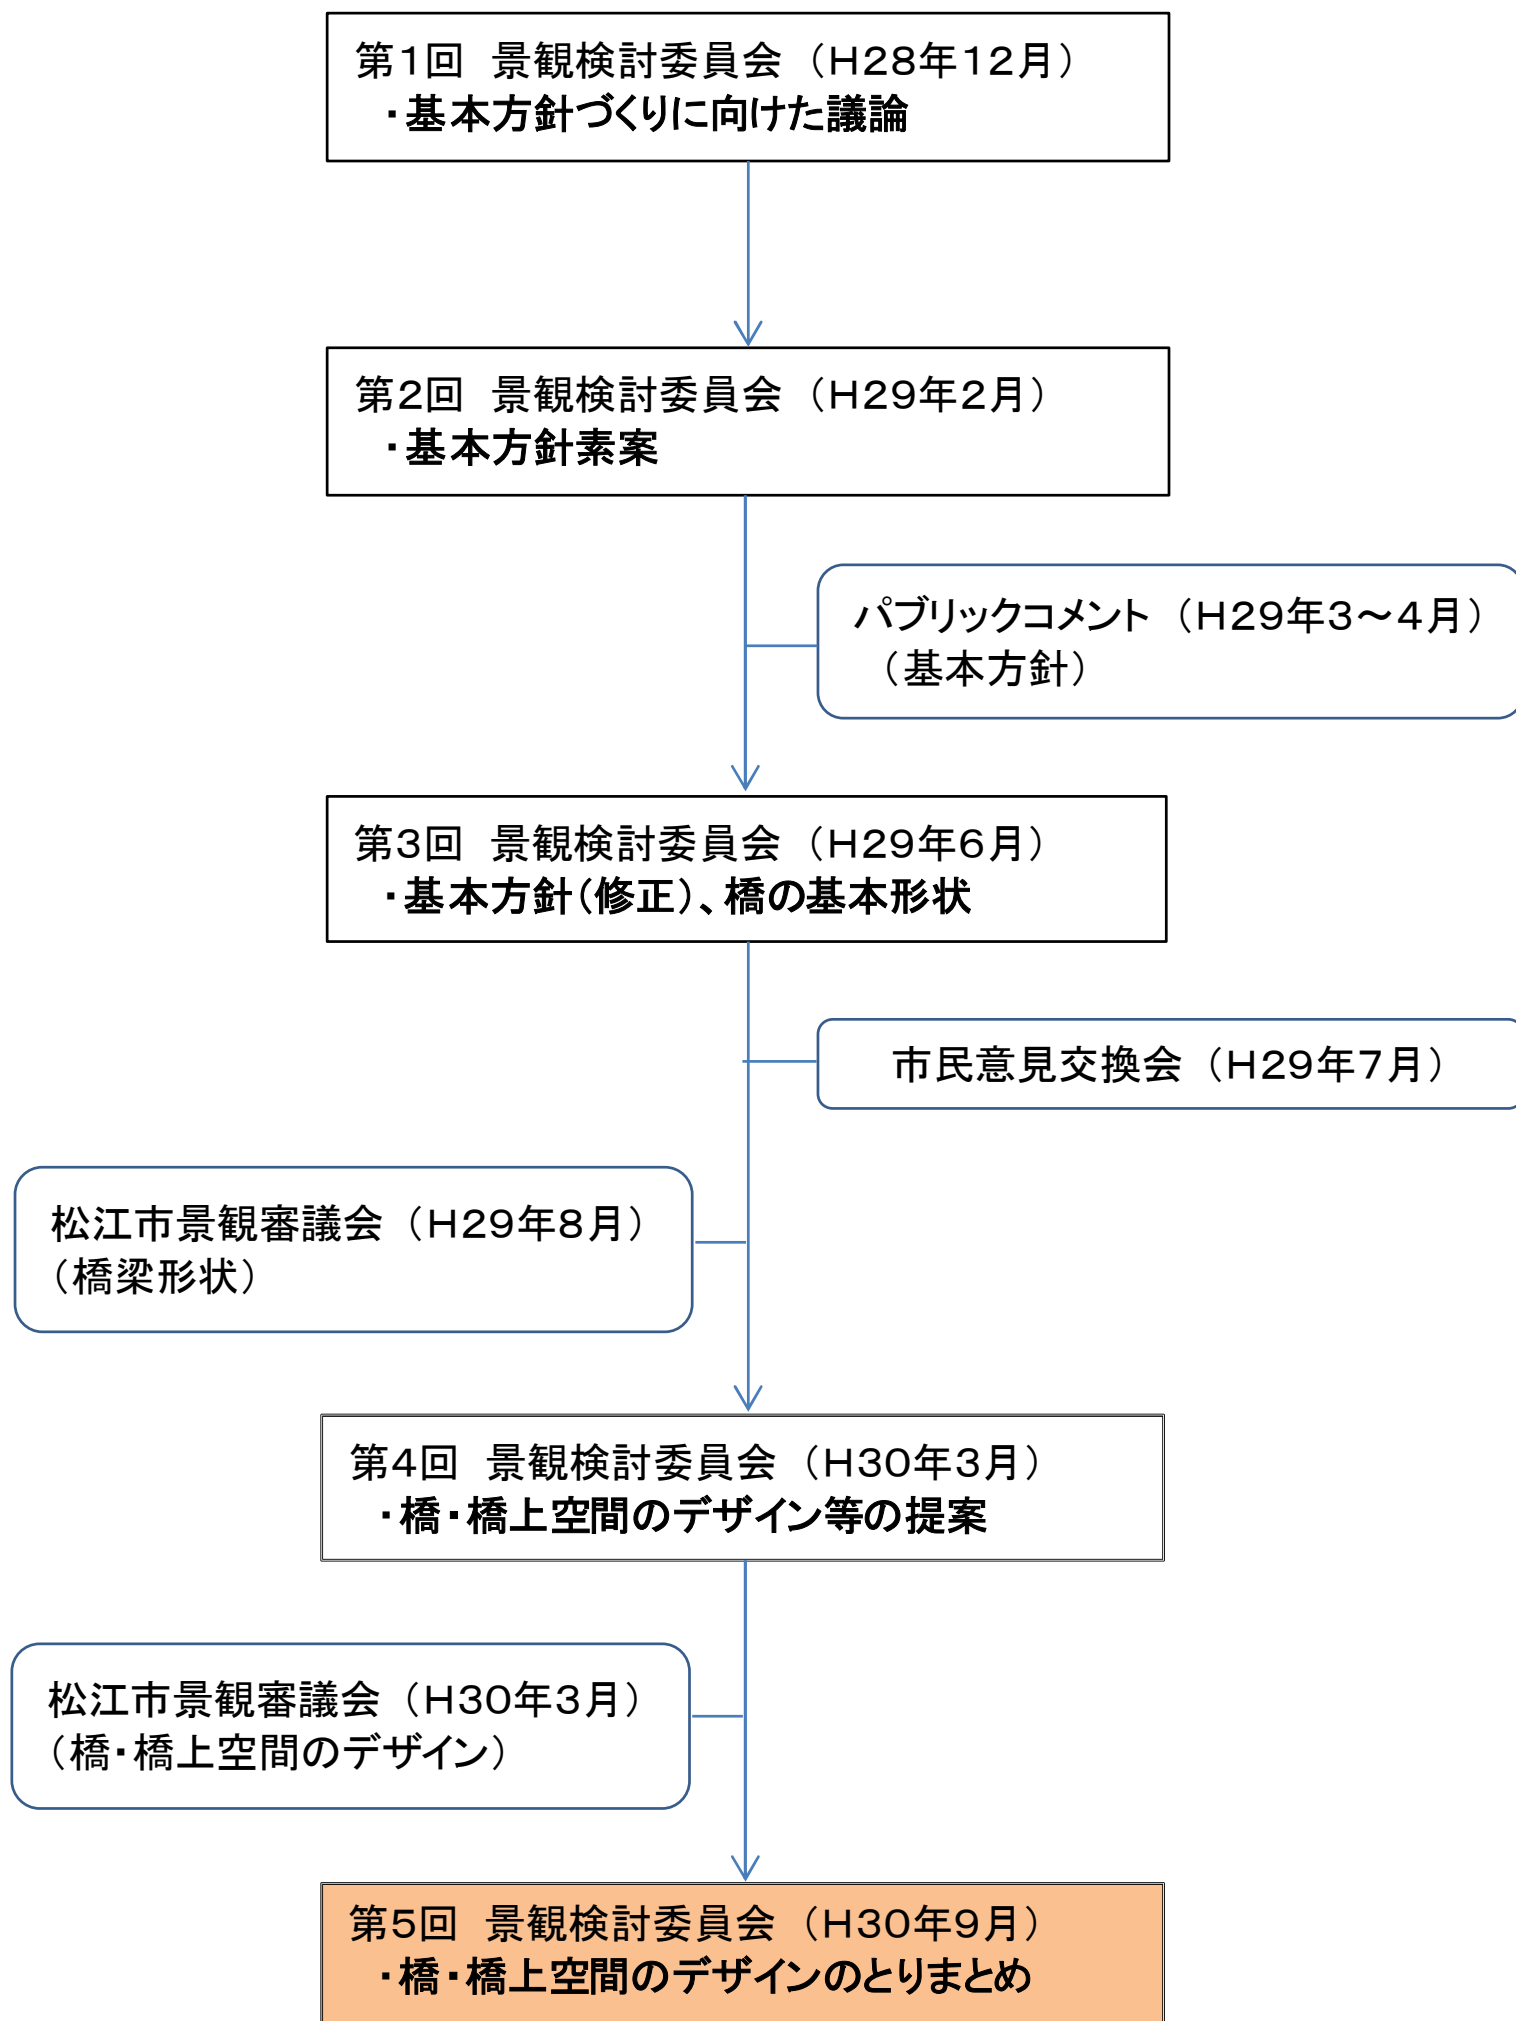 第1回 景観検討委員会（H28年12月）
・基本方針づくりに向けた議論
第2回 景観検討委員会（H29年2月）
・基本方針素案
パブリックコメント（H29年3～4月）
（基本方針）
第3回 景観検討委員会（H29年6月）
・基本方針（修正）、橋の基本形状
市民意見交換会（H29年7月）
松江市景観審議会（H29年8月）
（橋梁形状）
第4回 景観検討委員会（H30年3月）
・橋・橋上空間のデザイン等の提案
松江市景観審議会（H30年3月）
（橋・橋上空間のデザイン）
第5回 景観検討委員会（H30年9月）
・橋・橋上空間のデザインのとりまとめ